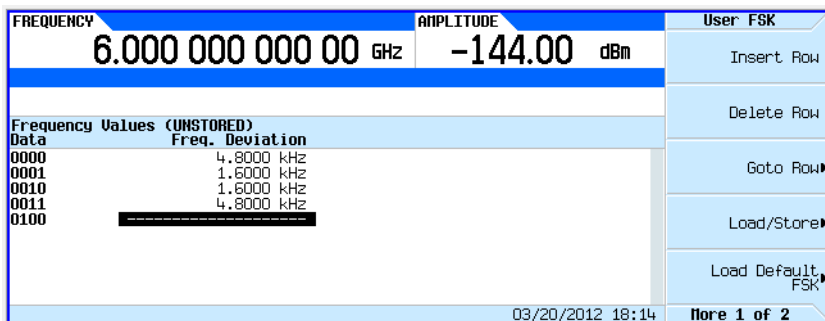 FREQUENCY
6.000 000 000 00 GHz
AMPLITUDE
-144.00 dBm
Frequency Values (UNSTORED)
Data Freq. Deviation
0000 4.8000 kHz
0001 1.6000 kHz
0010 1.6000 kHz
0011 4.8000 kHz
0100 --------------------
03/20/2012 18:14
User FSK
Insert Row
Delete Row
Goto Row
Load/Store
Load Default
FSK
More 1 of 2